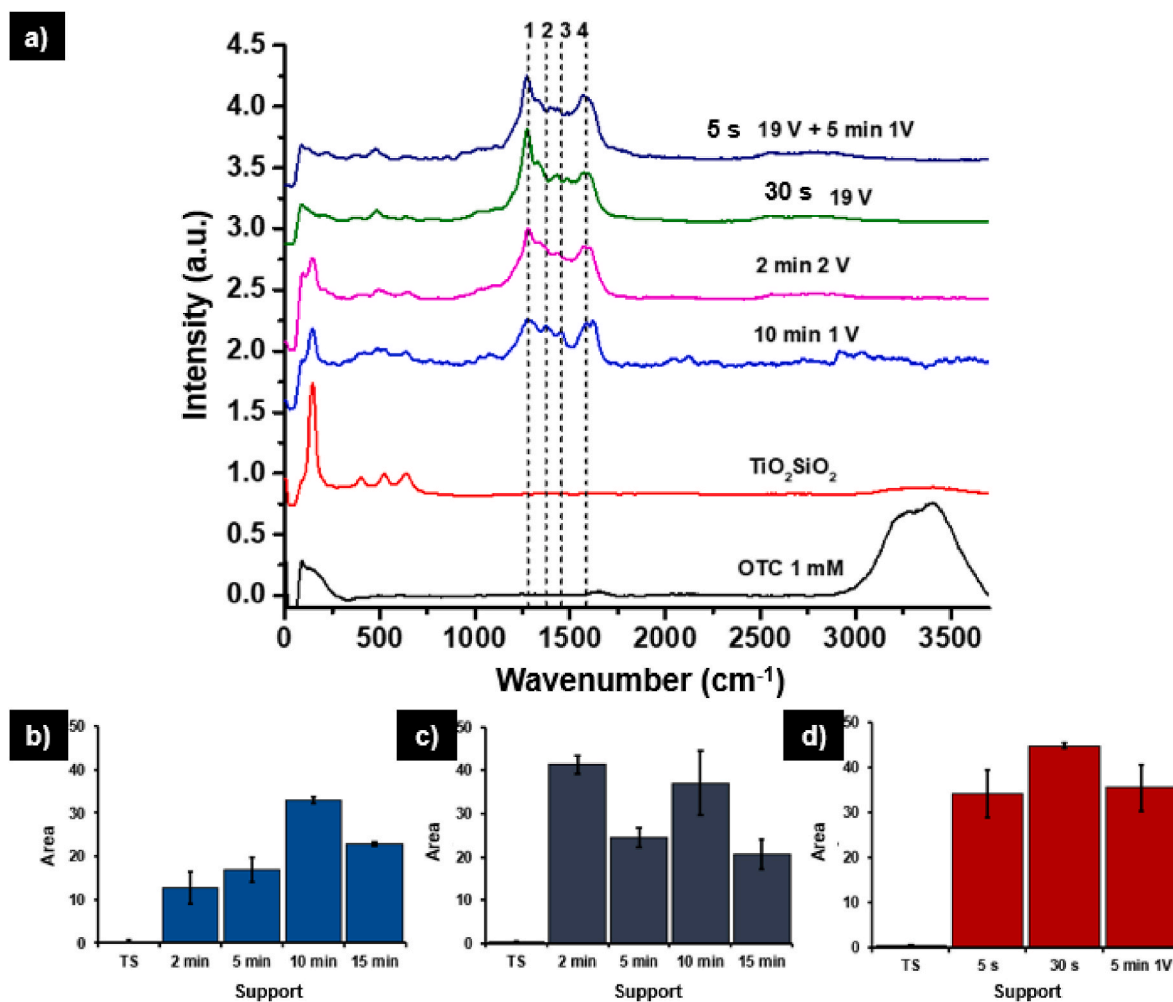 a)
1 2 3 4
4.5
4.0
3.5
3.0
2.5
2.0
1.5
1.0
0.5
0.0
Intensity (a.u.)
5 s 19 V + 5 min 1V
30 s 19 V
2 min 2 V
10 min 1 V
TiO₂SiO₂
OTC 1 mM
0 500 1000 1500 2000 2500 3000 3500
Wavenumber (cm⁻¹)
b)
50
40
30
20
10
0
Area
TS 2 min 5 min 10 min 15 min
Support
c)
50
40
30
20
10
0
Area
TS 2 min 5 min 10 min 15 min
Support
d)
50
40
30
20
10
0
Area
TS 5 s 30 s 5 min 1V
Support